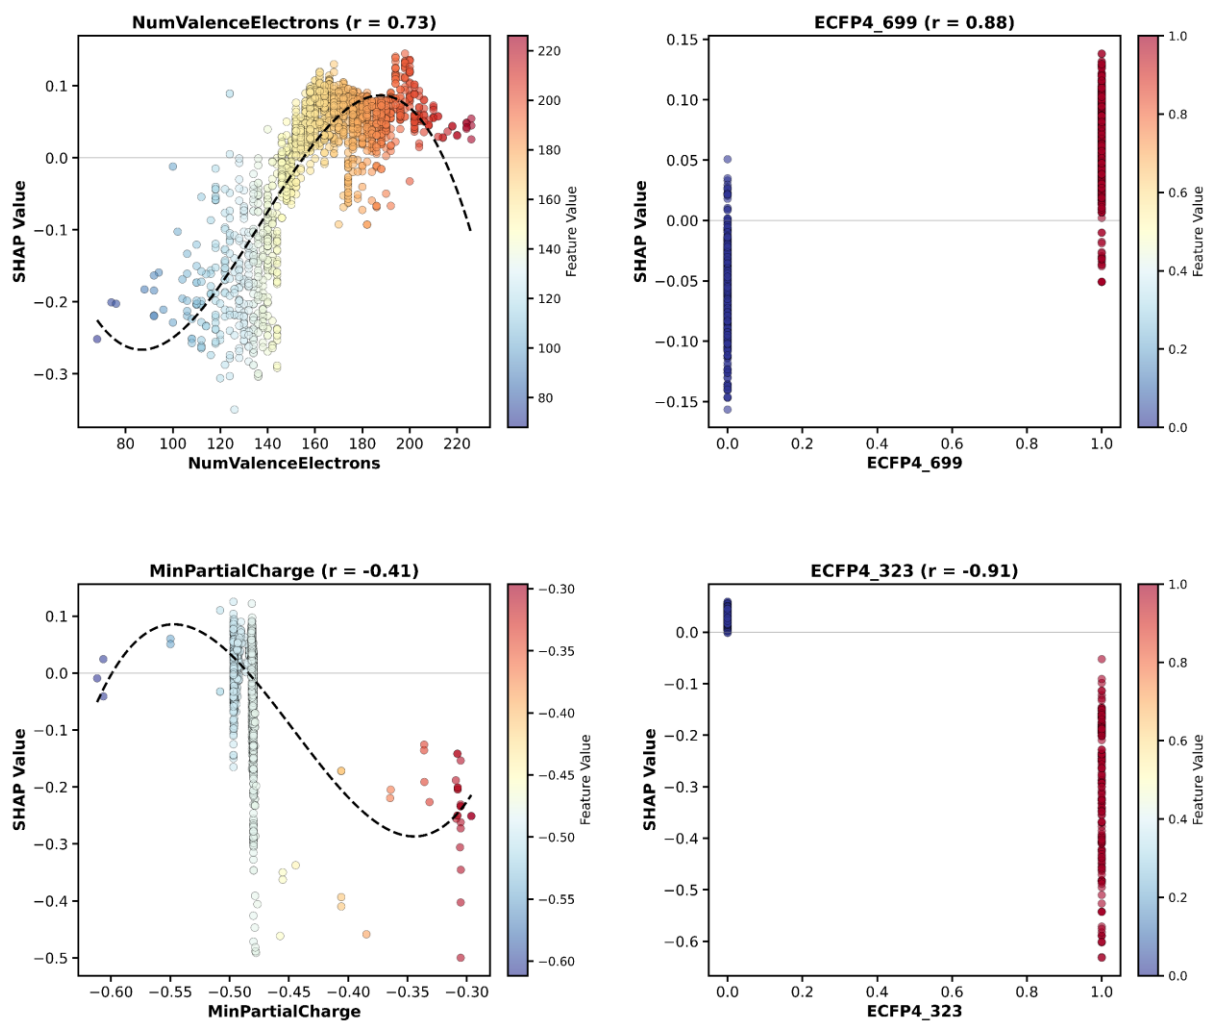 NumValenceElectrons (r = 0.73)
SHAP Value
0.1
0.0
−0.1
−0.2
−0.3
80 100 120 140 160 180 200 220
NumValenceElectrons
220
200
180
160
140
120
100
80
Feature Value
ECFP4_699 (r = 0.88)
SHAP Value
0.15
0.10
0.05
0.00
−0.05
−0.10
−0.15
0.0 0.2 0.4 0.6 0.8 1.0
ECFP4_699
1.0
0.8
0.6
0.4
0.2
0.0
Feature Value
MinPartialCharge (r = -0.41)
SHAP Value
0.1
0.0
−0.1
−0.2
−0.3
−0.4
−0.5
−0.60 −0.55 −0.50 −0.45 −0.40 −0.35 −0.30
MinPartialCharge
−0.30
−0.35
−0.40
−0.45
−0.50
−0.55
−0.60
Feature Value
ECFP4_323 (r = -0.91)
SHAP Value
0.0
−0.1
−0.2
−0.3
−0.4
−0.5
−0.6
0.0 0.2 0.4 0.6 0.8 1.0
ECFP4_323
1.0
0.8
0.6
0.4
0.2
0.0
Feature Value